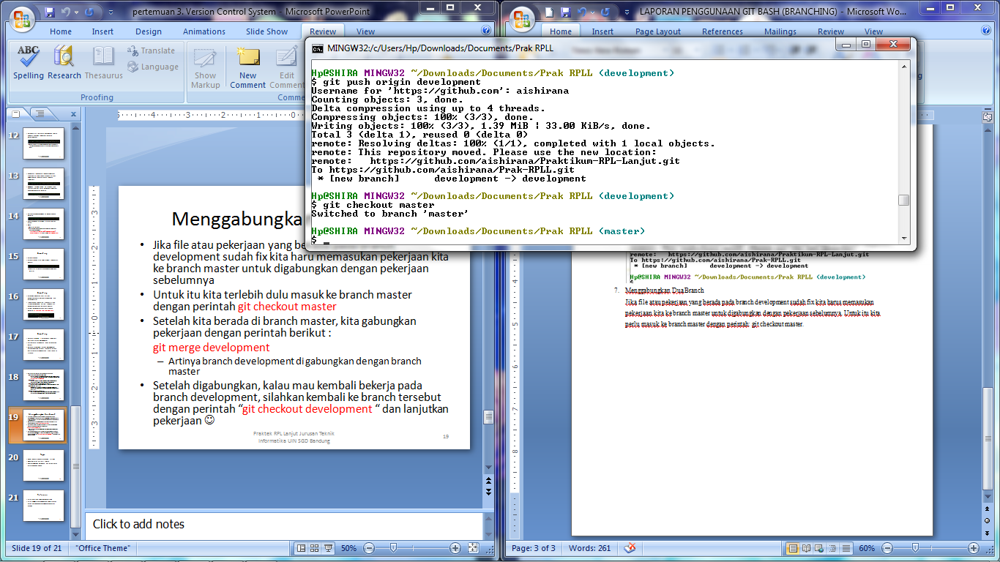 pertemuan 3. Version Control System - Microsoft PowerPoint
Home Insert Design Animations Slide Show Review View
ABC
Spelling Research Thesaurus
Translate
Language
Proofing
Show Markup
New Comment
Edit Comment
Comme
12
13
14
15
16
17
18
19
20
21
Menggabungka
• Jika file atau pekerjaan yang be
development sudah fix kita haru memasukan pekerjaan kita
ke branch master untuk digabungkan dengan pekerjaan
sebelumnya
• Untuk itu kita terlebih dulu masuk ke branch master
dengan perintah git checkout master
• Setelah kita berada di branch master, kita gabungkan
pekerjaan dengan perintah berikut :
git merge development
– Artinya branch development di gabungkan dengan branch
master
• Setelah digabungkan, kalau mau kembali bekerja pada
branch development, silahkan kembali ke branch tersebut
dengan perintah “git checkout development “ dan lanjutkan
pekerjaan ☺
Praktek RPL Lanjut Jurusan Teknik
Informatika UIN SGD Bandung
19
Click to add notes
Slide 19 of 21 "Office Theme" 50%
LAPORAN PENGGUNAAN GIT BASH (BRANCHING) - Microsoft Wo...
Home Insert Page Layout References Mailings Review View
MINGW32:/c/Users/Hp/Downloads/Documents/Prak RPLL
Hp@SHIRA MINGW32 ~/Downloads/Documents/Prak RPLL (development)
$ git push origin development
Username for 'https://github.com': aishirana
Counting objects: 3, done.
Delta compression using up to 4 threads.
Compressing objects: 100% (3/3), done.
Writing objects: 100% (3/3), 1.39 MiB | 33.00 KiB/s, done.
Total 3 (delta 1), reused 0 (delta 0)
remote: Resolving deltas: 100% (1/1), completed with 1 local objects.
remote: This repository moved. Please use the new location:
remote:   https://github.com/aishirana/Praktikum-RPL-Lanjut.git
To https://github.com/aishirana/Prak-RPLL.git
 * [new branch]      development -> development
Hp@SHIRA MINGW32 ~/Downloads/Documents/Prak RPLL (development)
$ git checkout master
Switched to branch 'master'
Hp@SHIRA MINGW32 ~/Downloads/Documents/Prak RPLL (master)
$
remote:   https://github.com/aishirana/Praktikum-RPL-Lanjut.git
To https://github.com/aishirana/Prak-RPLL.git
 * [new branch]      development -> development
Hp@SHIRA MINGW32 ~/Downloads/Documents/Prak RPLL (development)
7. Menggabungkan Dua Branch
Jika file atau pekerjaan yang berada pada branch development sudah fix kita harus memasukan
pekerjaan kita ke branch master untuk digabungkan dengan pekerjaan sebelumnya. Untuk itu kita
perlu masuk ke branch master dengan perintah: git checkout master.
Page: 3 of 3 Words: 261 60%